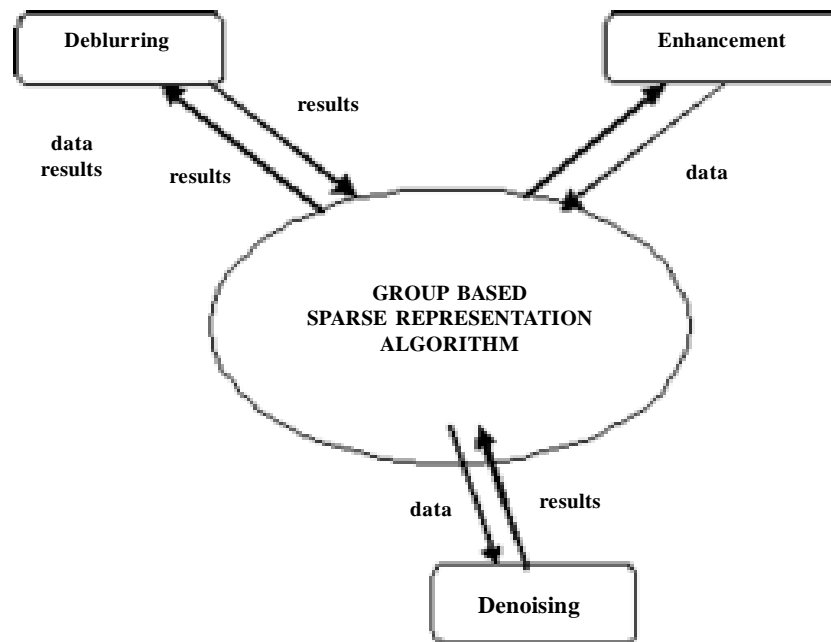 Deblurring
Enhancement
results
data
results
results
data
GROUP BASED
SPARSE REPRESENTATION
ALGORITHM
data
results
Denoising